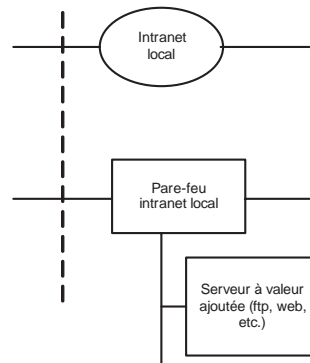 Intranet
local
Pare-feu
intranet local
Serveur à valeur
ajoutée (ftp, web,
etc.)